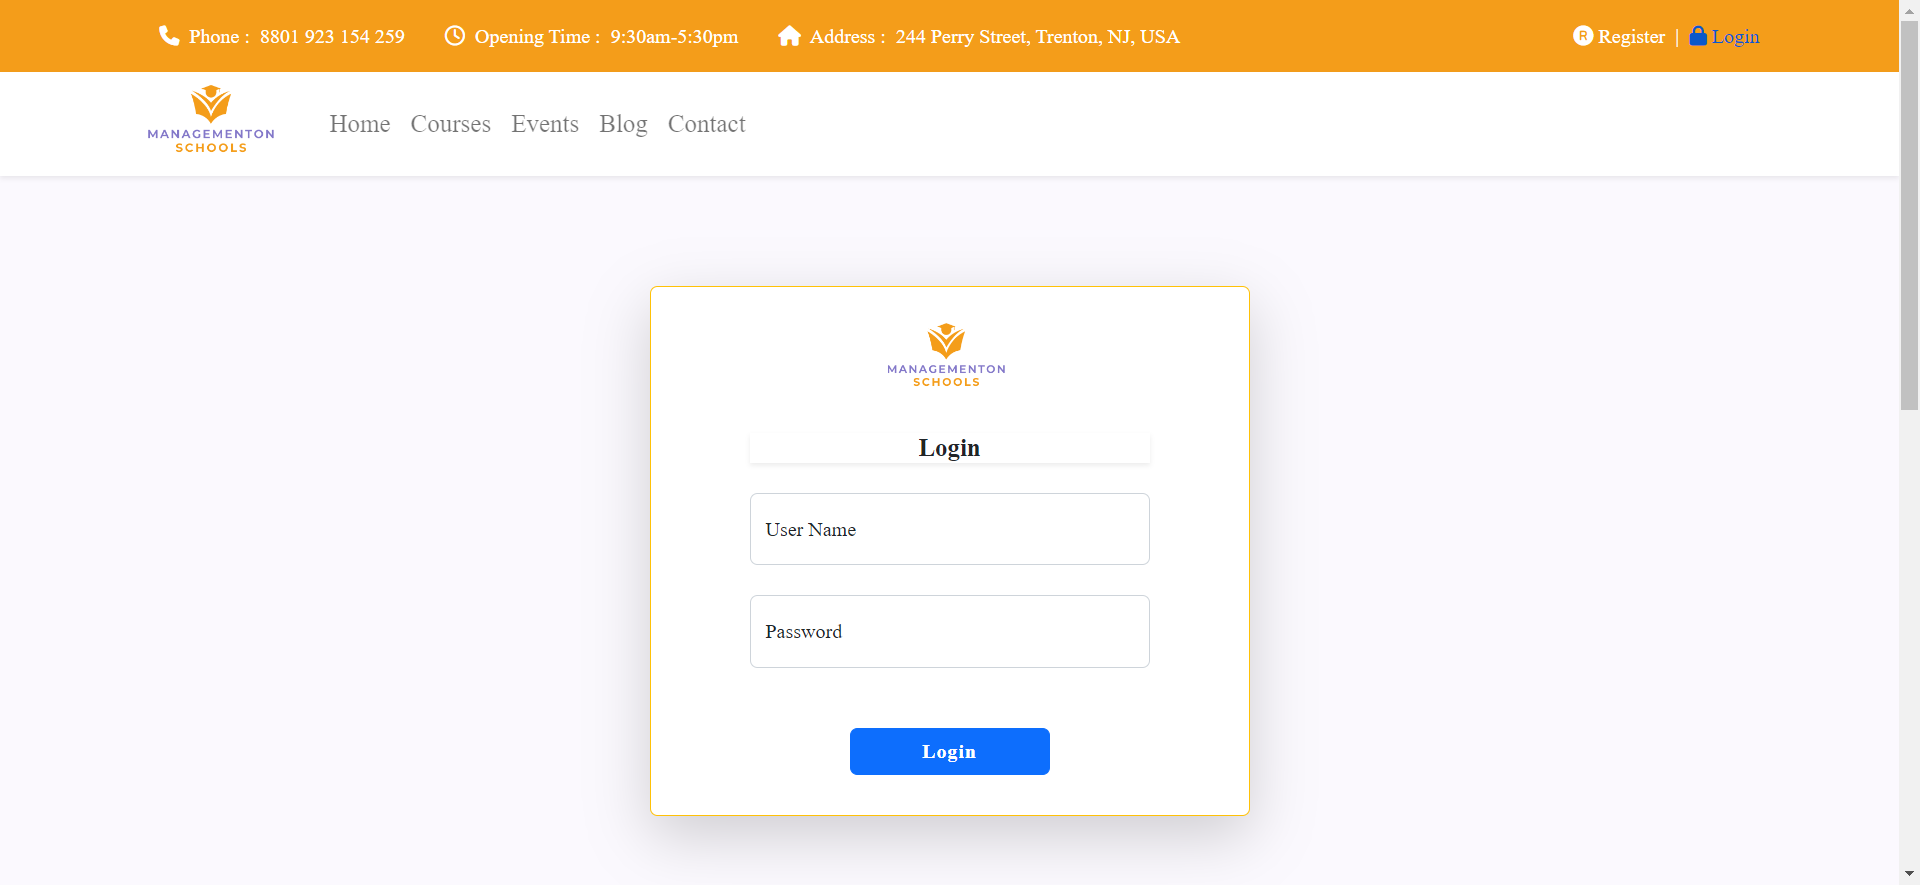 Phone : 8801 923 154 259 Opening Time : 9:30am-5:30pm Address : 244 Perry Street, Trenton, NJ, USA R Register | Login
MANAGEMENTON
SCHOOLS
Home Courses Events Blog Contact
MANAGEMENTON
SCHOOLS
Login
User Name
Password
Login